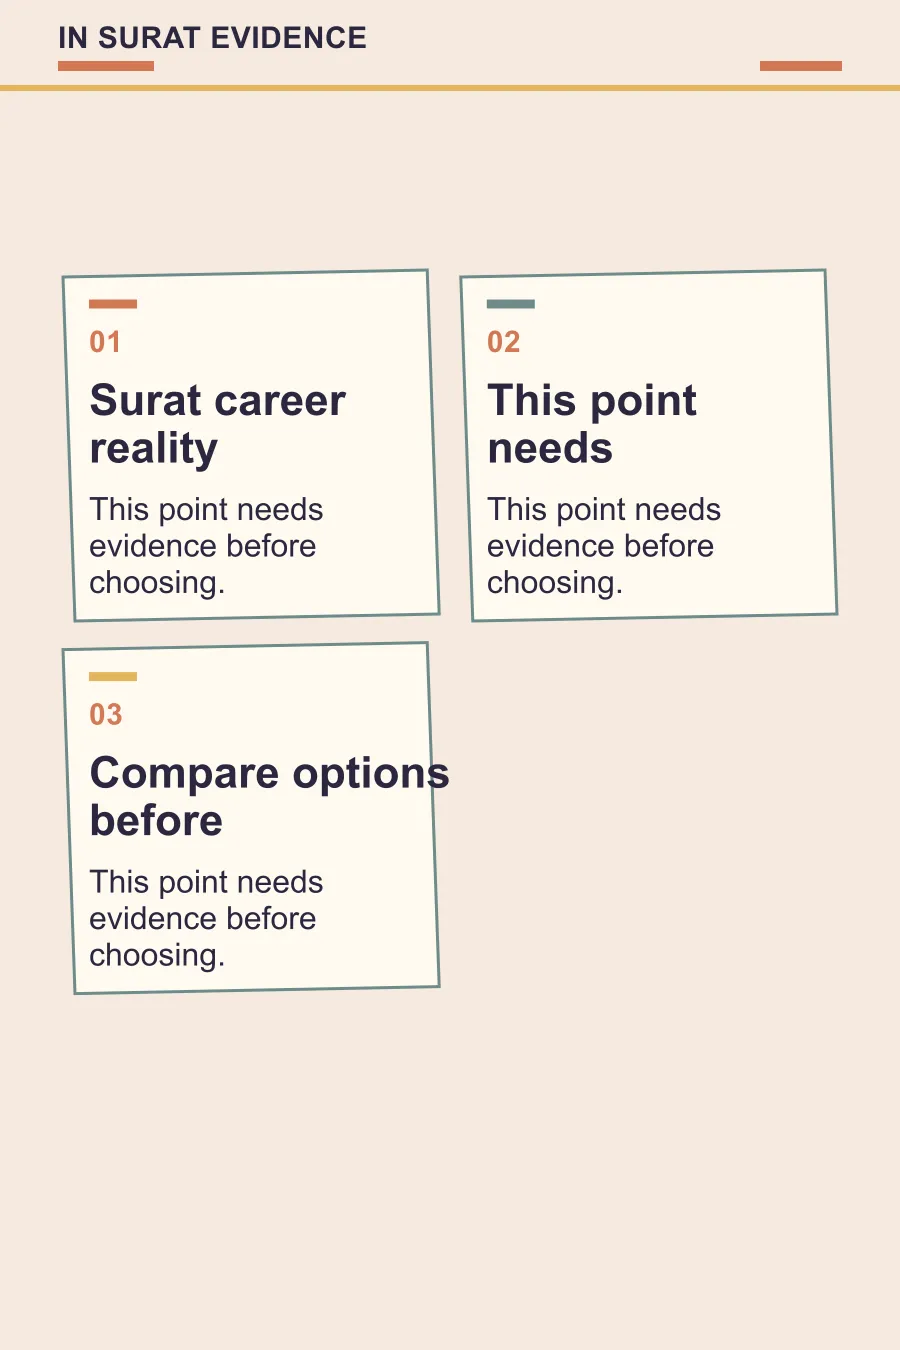 IN SURAT EVIDENCE
01
Surat career
reality
This point needs
evidence before
choosing.
02
This point
needs
This point needs
evidence before
choosing.
03
Compare options
before
This point needs
evidence before
choosing.